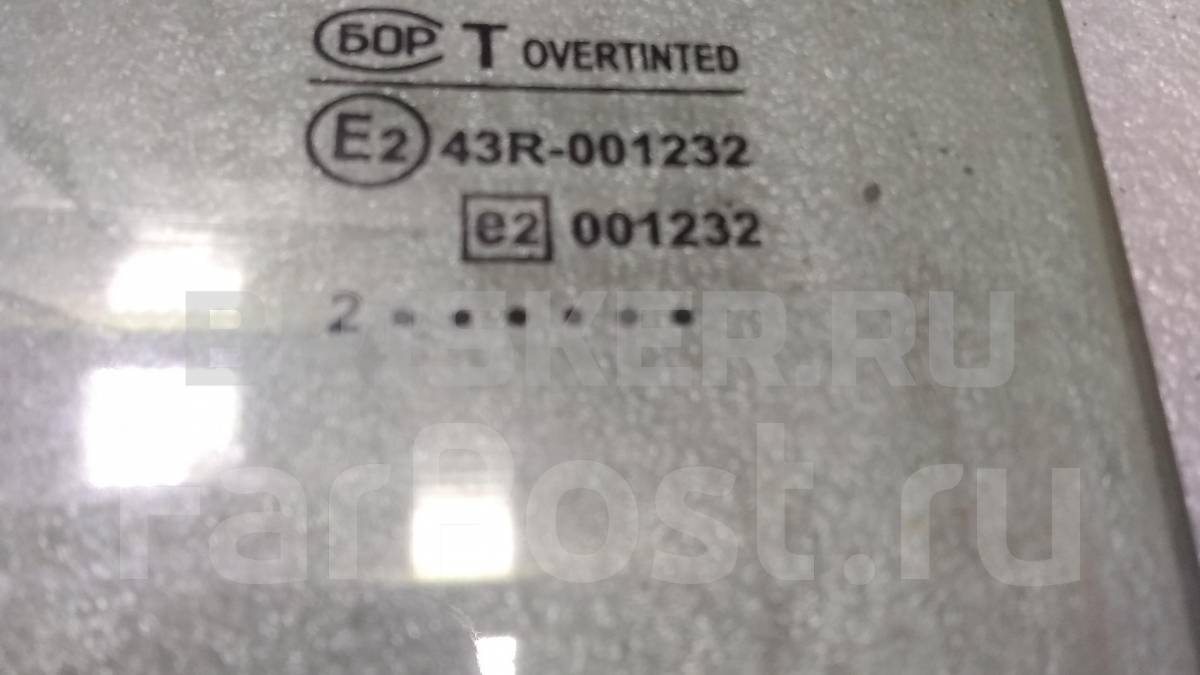 БОР T OVERTINTED
E2 43R-001232
e2 001232
2 • • • • • •
FarPost.ru